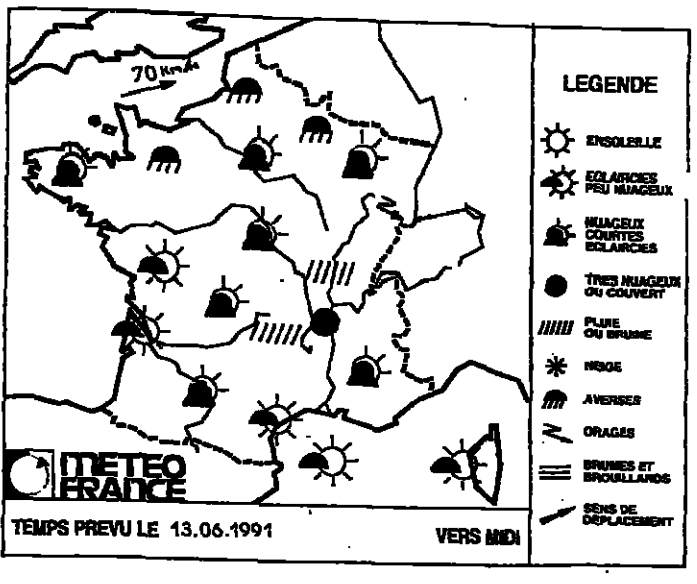 70 Km/h
LEGENDE
ENSOLEILLE
ECLAIRCIES
PEU NUAGEUX
NUAGEUX
COURTES
ECLAIRCIES
TRES NUAGEUX
OU COUVERT
PLUIE
OU BRUME
NEIGE
AVERSES
ORAGES
BRUMES ET
BROUILLARDS
SENS DE
DEPLACEMENT
METEO
FRANCE
TEMPS PREVU LE 13.06.1991
VERS MIDI